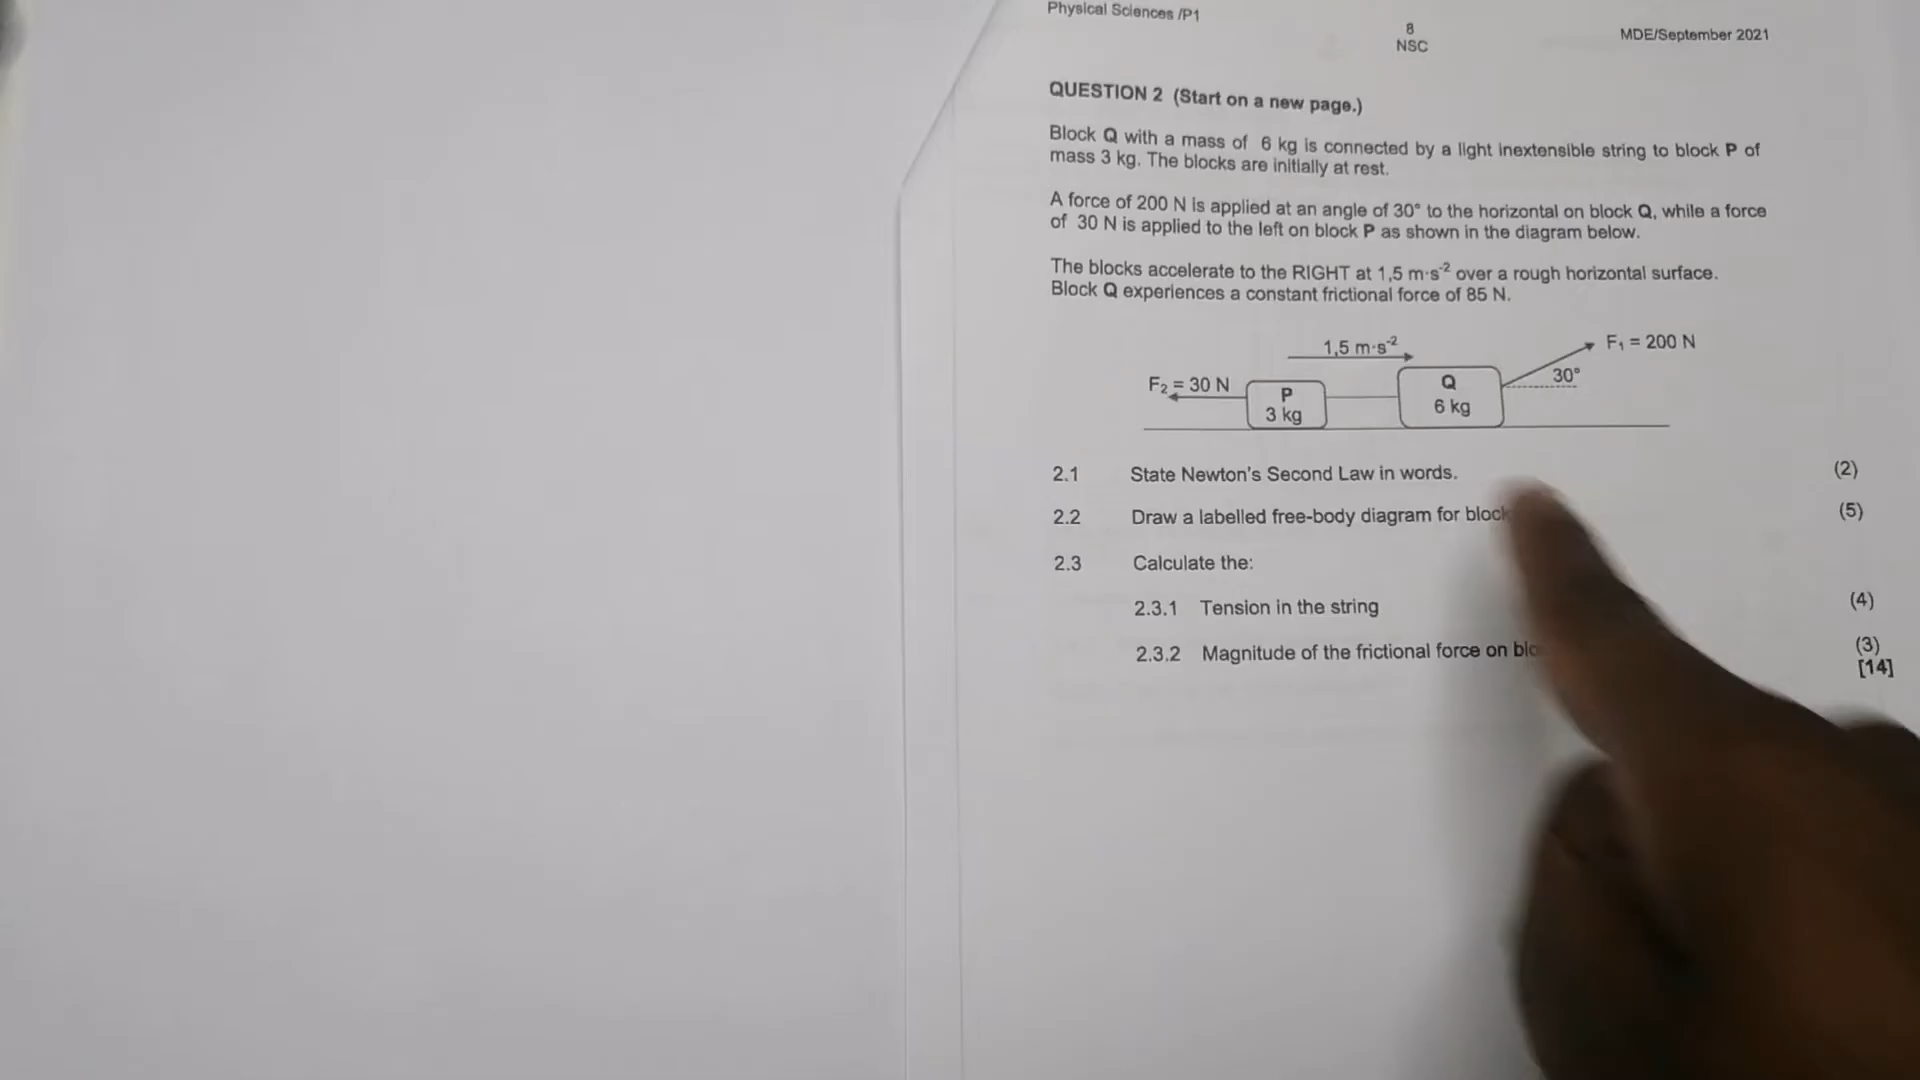 Physical Sciences /P1
8
NSC
MDE/September 2021
QUESTION 2 (Start on a new page.)
Block Q with a mass of 6 kg is connected by a light inextensible string to block P of
mass 3 kg. The blocks are initially at rest.
A force of 200 N is applied at an angle of 30° to the horizontal on block Q, while a force
of 30 N is applied to the left on block P as shown in the diagram below.
The blocks accelerate to the RIGHT at 1,5 m·s⁻² over a rough horizontal surface.
Block Q experiences a constant frictional force of 85 N.
1,5 m·s⁻²
F₁ = 200 N
30°
F₂ = 30 N
P
3 kg
Q
6 kg
2.1 State Newton's Second Law in words. (2)
2.2 Draw a labelled free-body diagram for block (5)
2.3 Calculate the:
2.3.1 Tension in the string (4)
2.3.2 Magnitude of the frictional force on (3)
[14]